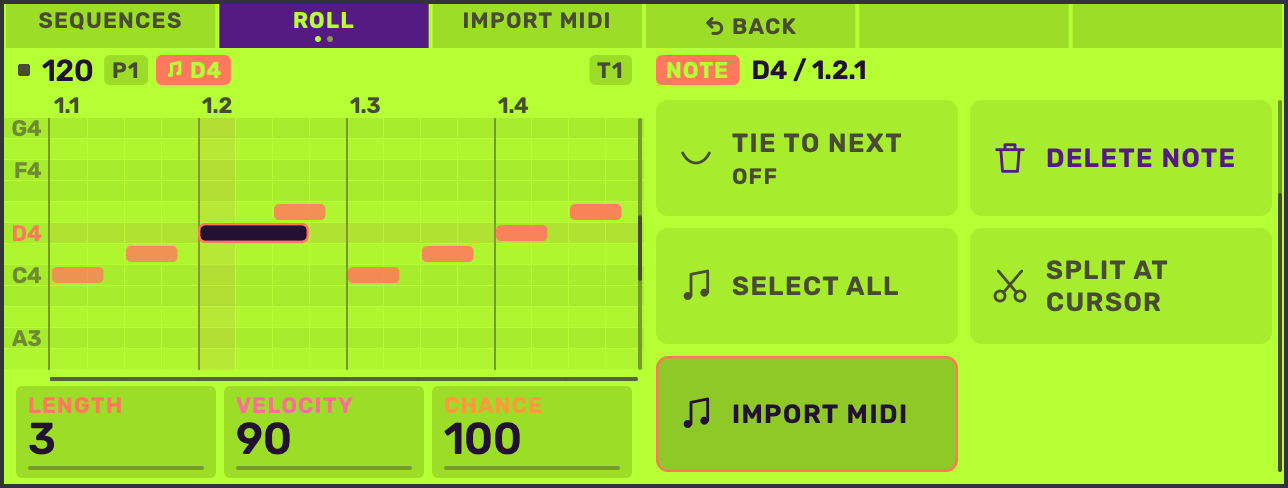 SEQUENCES
ROLL
IMPORT MIDI
BACK
120
P1
D4
T1
NOTE
D4 / 1.2.1
1.1
1.2
1.3
1.4
G4
F4
D4
C4
A3
TIE TO NEXT
OFF
DELETE NOTE
SELECT ALL
SPLIT AT
CURSOR
IMPORT MIDI
LENGTH
3
VELOCITY
90
CHANCE
100